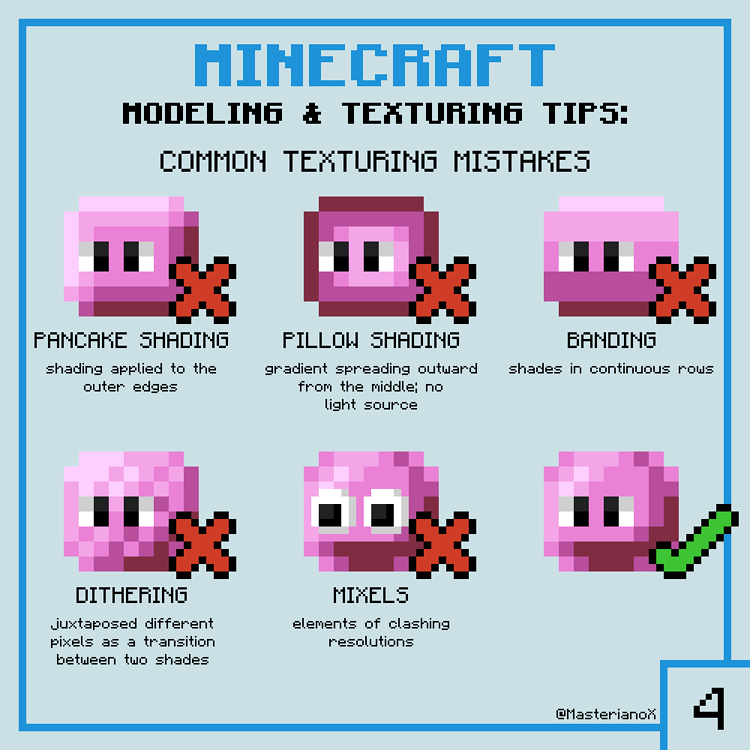 MINECRAFT
MODELING & TEXTURING TIPS:
COMMON TEXTURING MISTAKES
PANCAKE SHADING
shading applied to the
outer edges
PILLOW SHADING
gradient spreading outward
from the middle; no
light source
BANDING
shades in continuous rows
DITHERING
juxtaposed different
pixels as a transition
between two shades
MIXELS
elements of clashing
resolutions
@MasterianoX
4